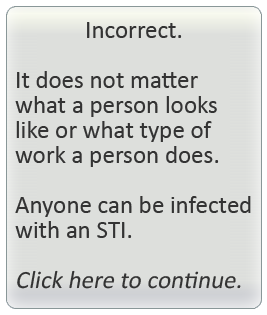 Incorrect.
It does not matter
what a person looks
like or what type of
work a person does.
Anyone can be infected
with an STI.
Click here to continue.